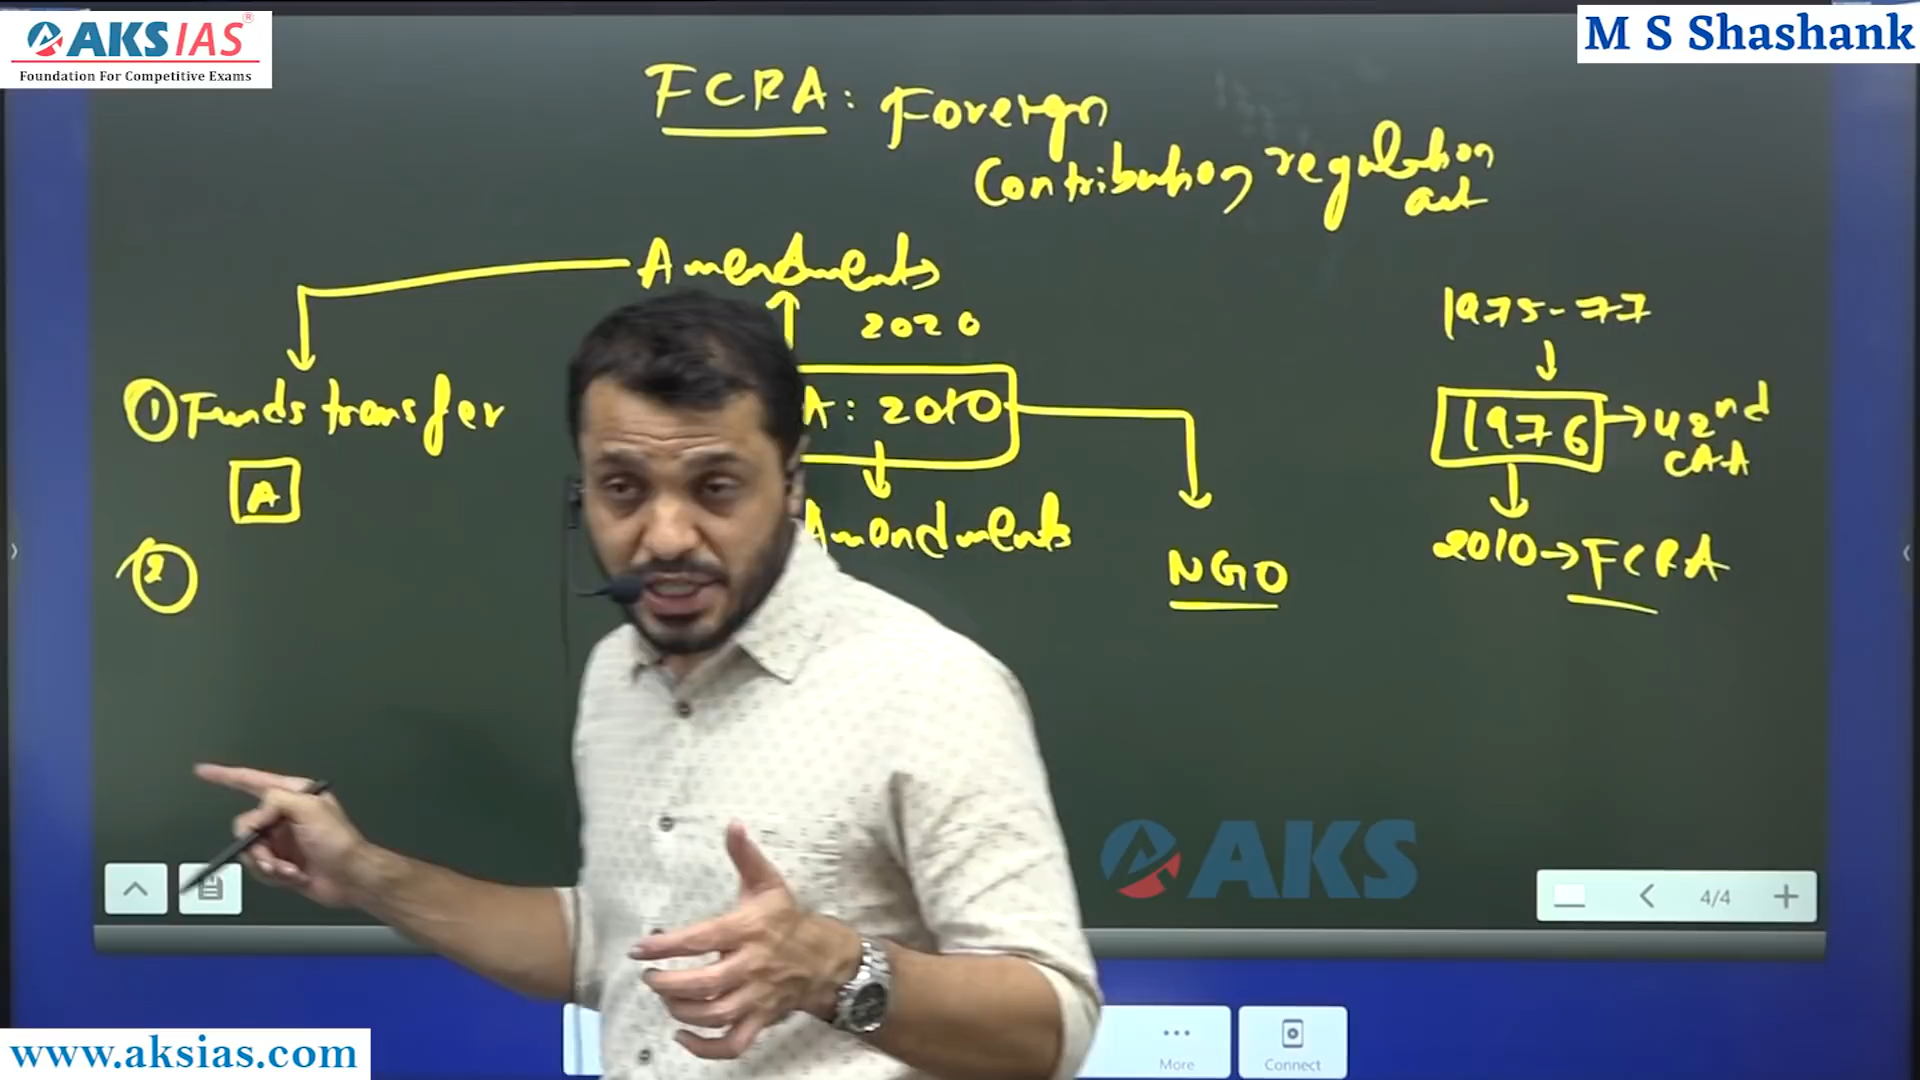 AKS IAS®
Foundation For Competitive Exams
M S Shashank
FCRA: Foreign
Contribution regulation
act
Amendments
2020
1975-77
① Funds transfer
A: 2010
1976 → 42nd
CAA
A
Amendments
NGO
2010 → FCRA
②
AKS
4/4
www.aksias.com
More
Connect